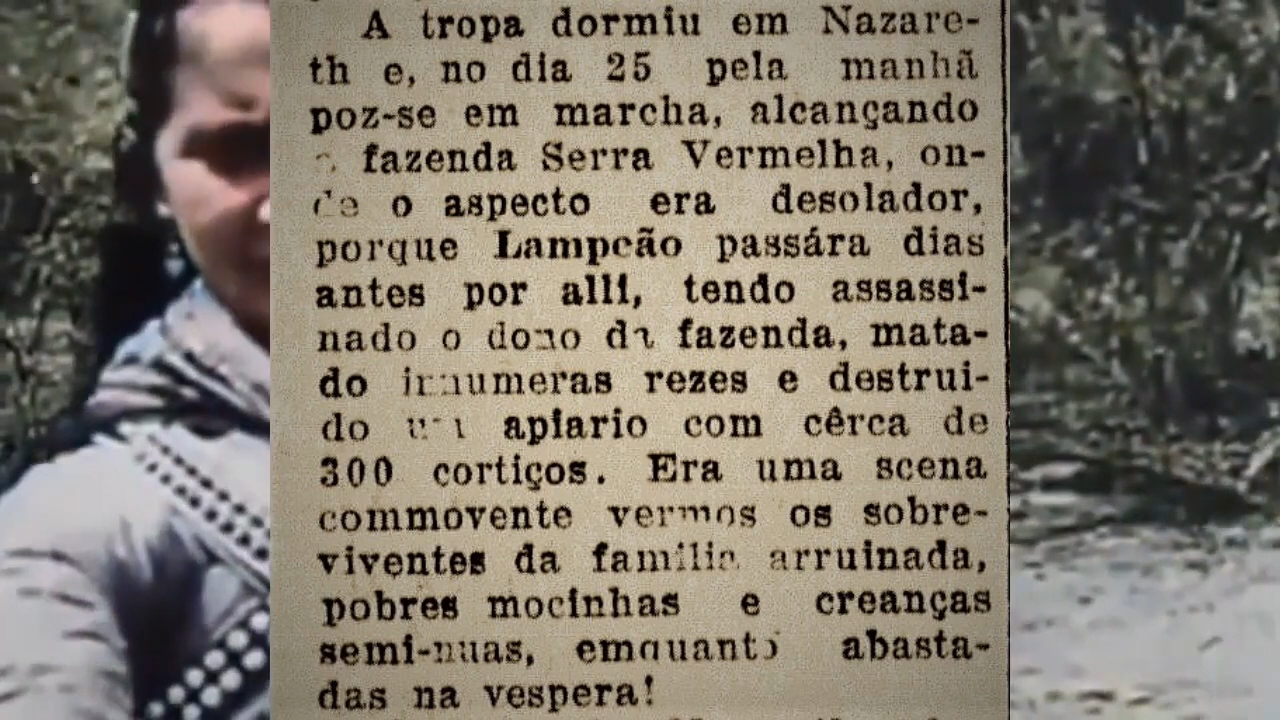 A tropa dormiu em Nazare-
th e, no dia 25 pela manhã
poz-se em marcha, alcançando
fazenda Serra Vermelha, on-
de o aspecto era desolador,
porque Lampeão passára dias
antes por alli, tendo assassi-
nado o dono da fazenda, mata-
do innumeras rezes e destrui-
do um apiario com cêrca de
300 cortiços. Era uma scena
commovente vermos os sobre-
viventes da familia arruinada,
pobres mocinhas e creanças
semi-nuas, emquanto abasta-
das na vespera!